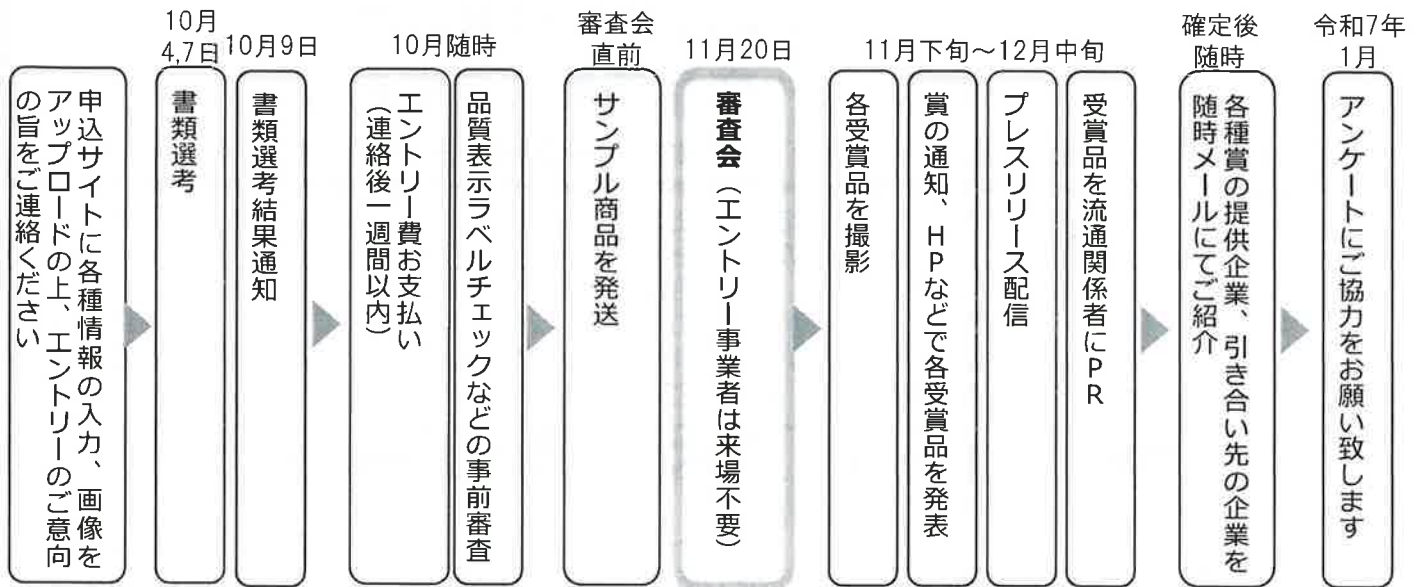 申込サイトに各種情報の入力、画像を
アップロードの上、エントリーのご意向
の旨をご連絡ください
10月
4,7日
書類選考
10月9日
書類選考結果通知
10月随時
エントリー費お支払い
(連絡後一週間以内)
品質表示ラベルチェックなどの事前審査
審査会
直前
サンプル商品を発送
11月20日
審査会(エントリー事業者は来場不要)
11月下旬~12月中旬
各受賞品を撮影
賞の通知、HPなどで各受賞品を発表
プレスリリース配信
受賞品を流通関係者にPR
確定後
随時
各種賞の提供企業、引き合い先の企業を
随時メールにてご紹介
令和7年
1月
アンケートにご協力をお願い致します